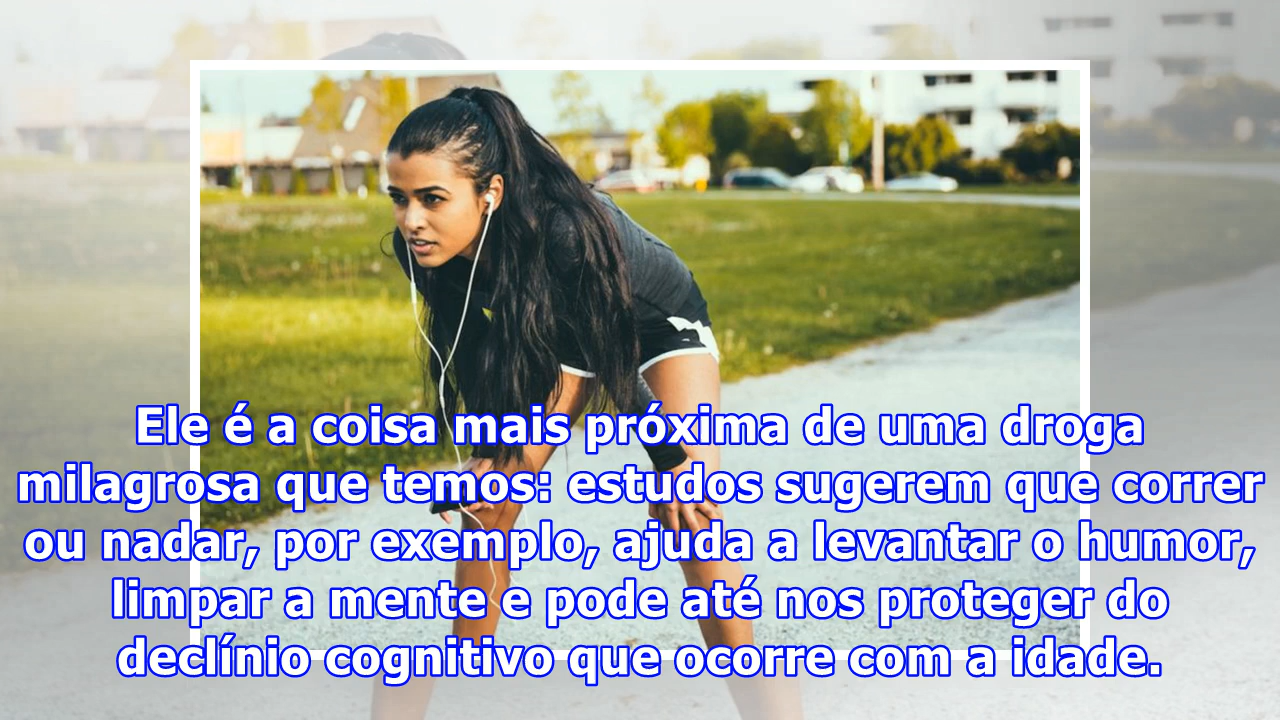 Ele é a coisa mais próxima de uma droga
milagrosa que temos: estudos sugerem que correr
ou nadar, por exemplo, ajuda a levantar o humor,
limpar a mente e pode até nos proteger do
declínio cognitivo que ocorre com a idade.